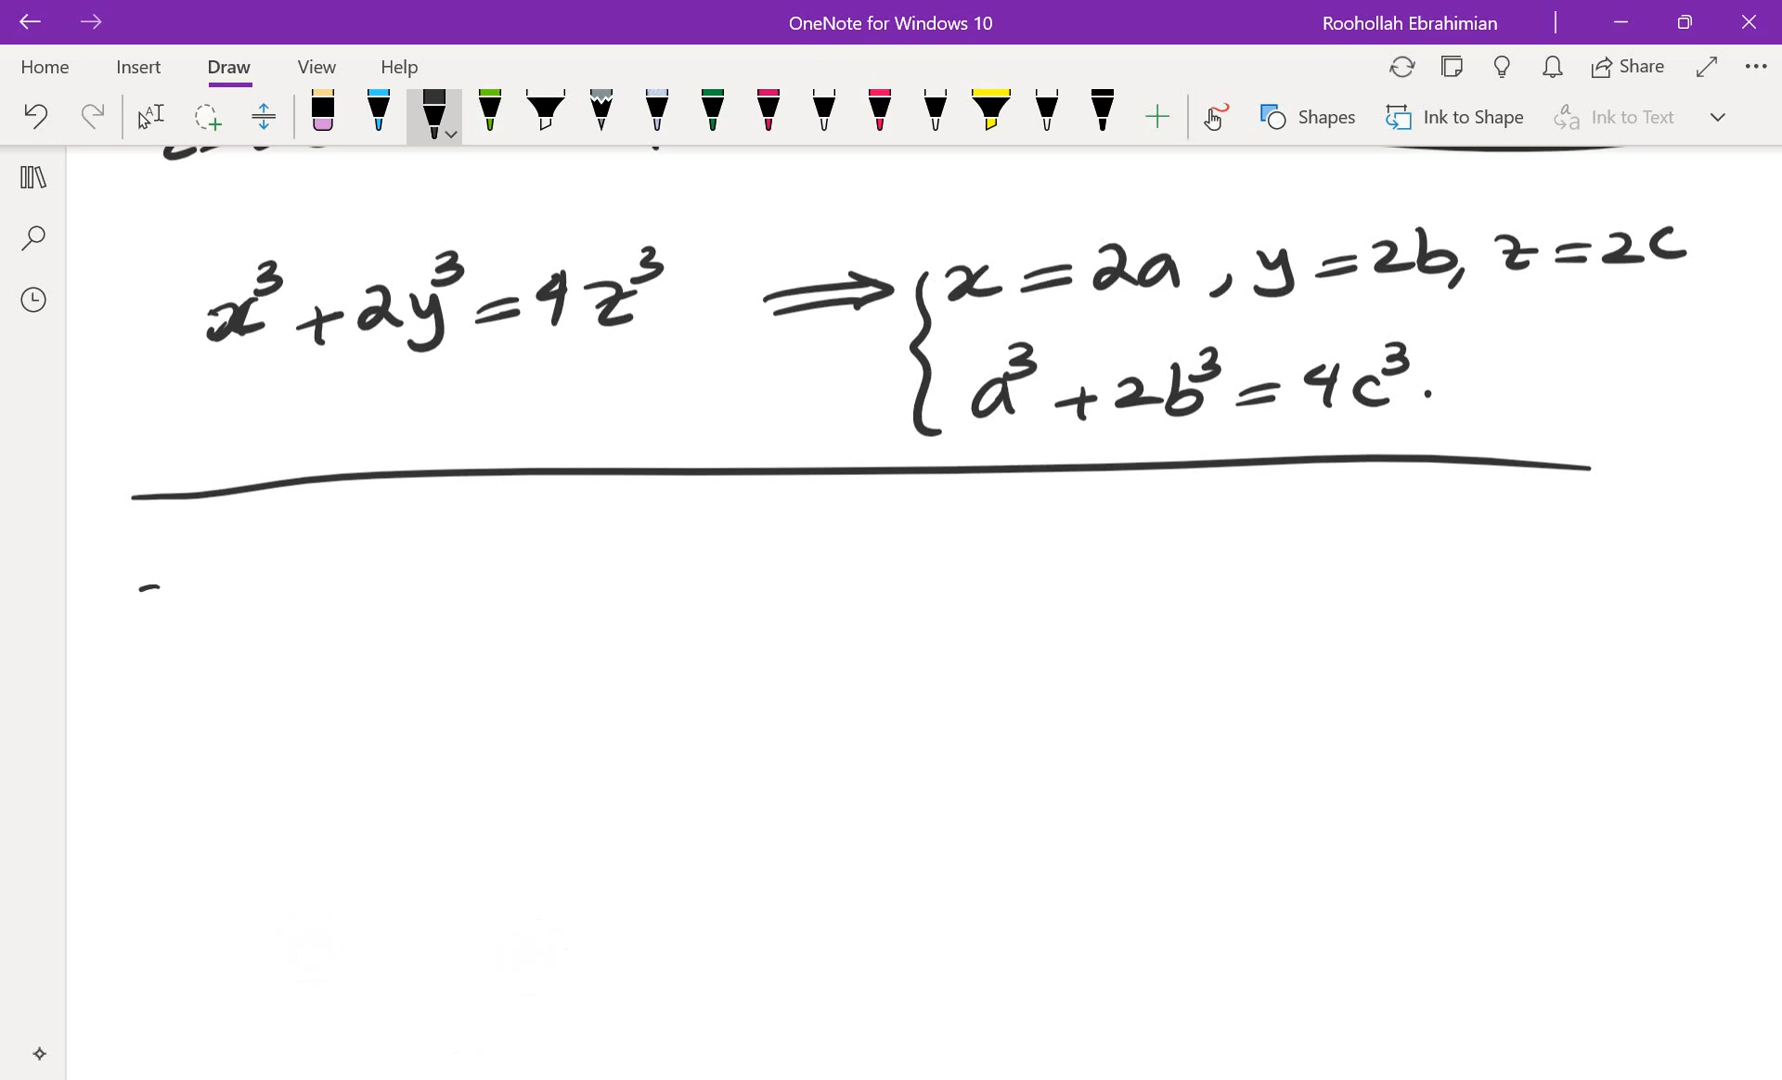 OneNote for Windows 10
Roohollah Ebrahimian
Home Insert Draw View Help
Share
Shapes Ink to Shape Ink to Text
x³ + 2y³ = 4z³ ⟹ { x = 2a, y = 2b, z = 2c
a³ + 2b³ = 4c³.